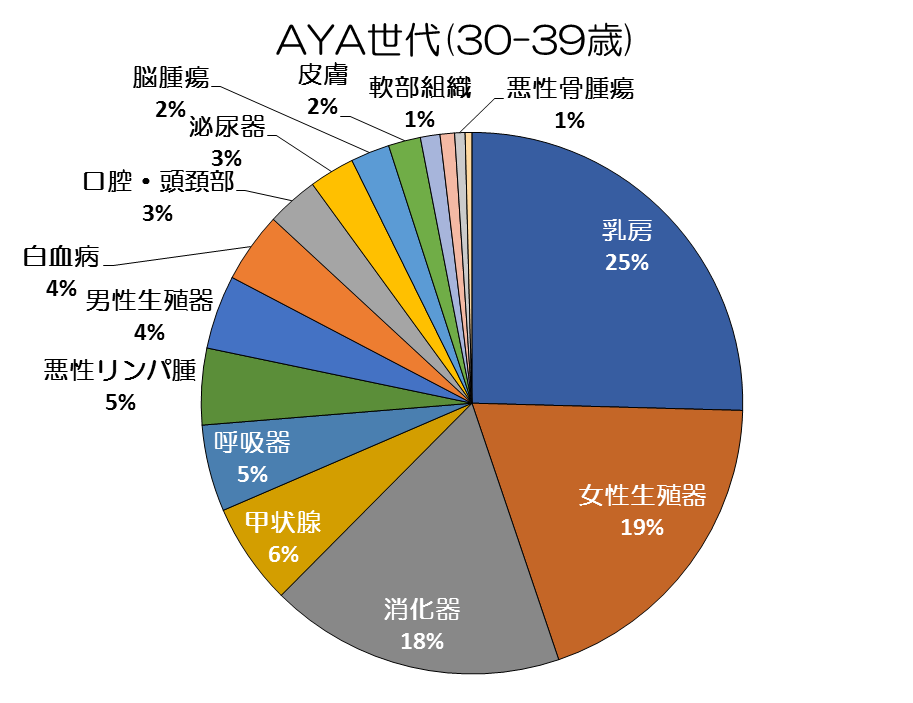 AYA世代(30-39歳)
乳房
25%
女性生殖器
19%
消化器
18%
甲状腺
6%
呼吸器
5%
悪性リンパ腫
5%
男性生殖器
4%
白血病
4%
口腔・頭頚部
3%
泌尿器
3%
脳腫瘍
2%
皮膚
2%
軟部組織
1%
悪性骨腫瘍
1%